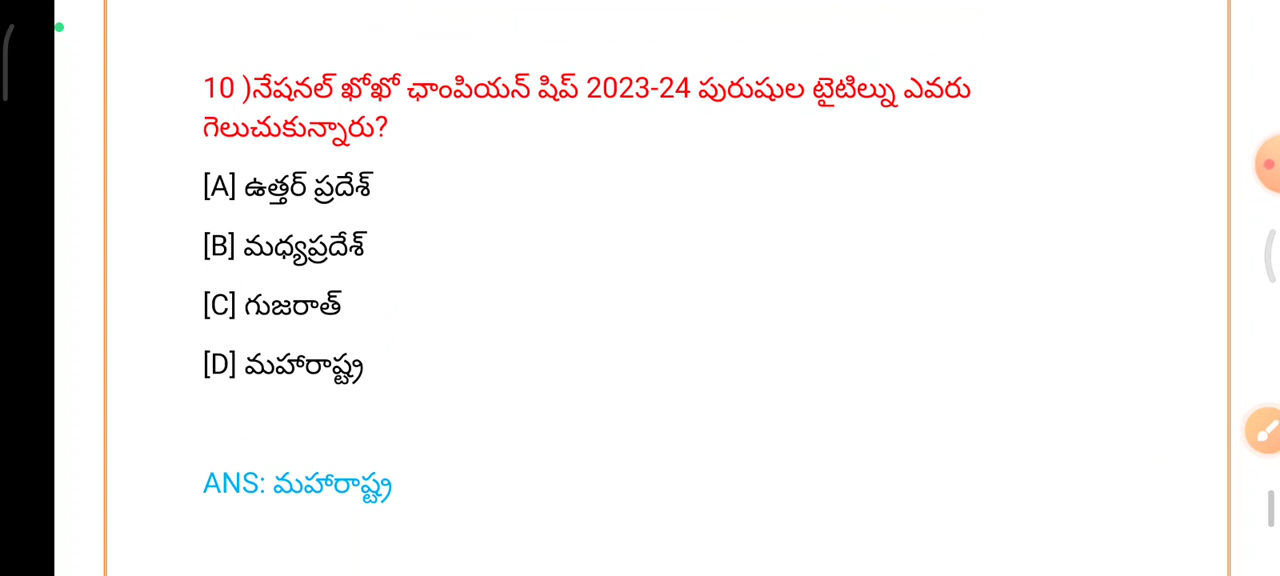 10 )నేషనల్ ఖోఖో ఛాంపియన్ షిప్ 2023-24 పురుషుల టైటిల్ను ఎవరు
గెలుచుకున్నారు?
[A] ఉత్తర్ ప్రదేశ్
[B] మధ్యప్రదేశ్
[C] గుజరాత్
[D] మహారాష్ట్ర
ANS: మహారాష్ట్ర